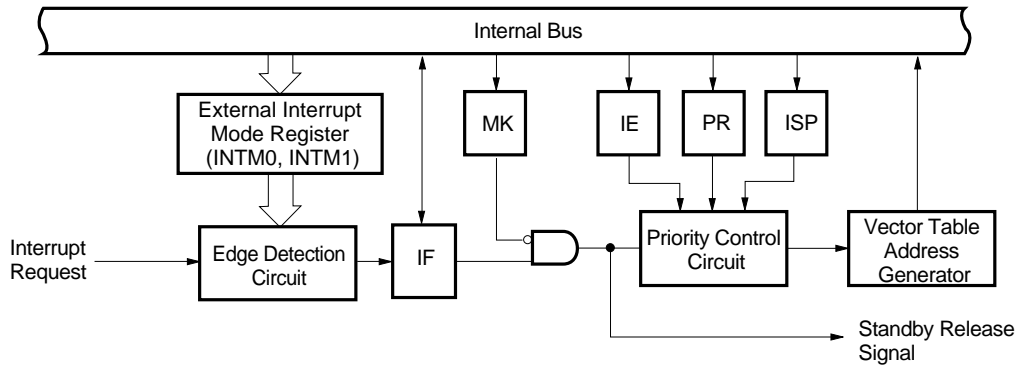 Internal Bus
External Interrupt
Mode Register
(INTM0, INTM1)
MK
IE
PR
ISP
Interrupt
Request
Edge Detection
Circuit
IF
Priority Control
Circuit
Vector Table
Address
Generator
Standby Release
Signal